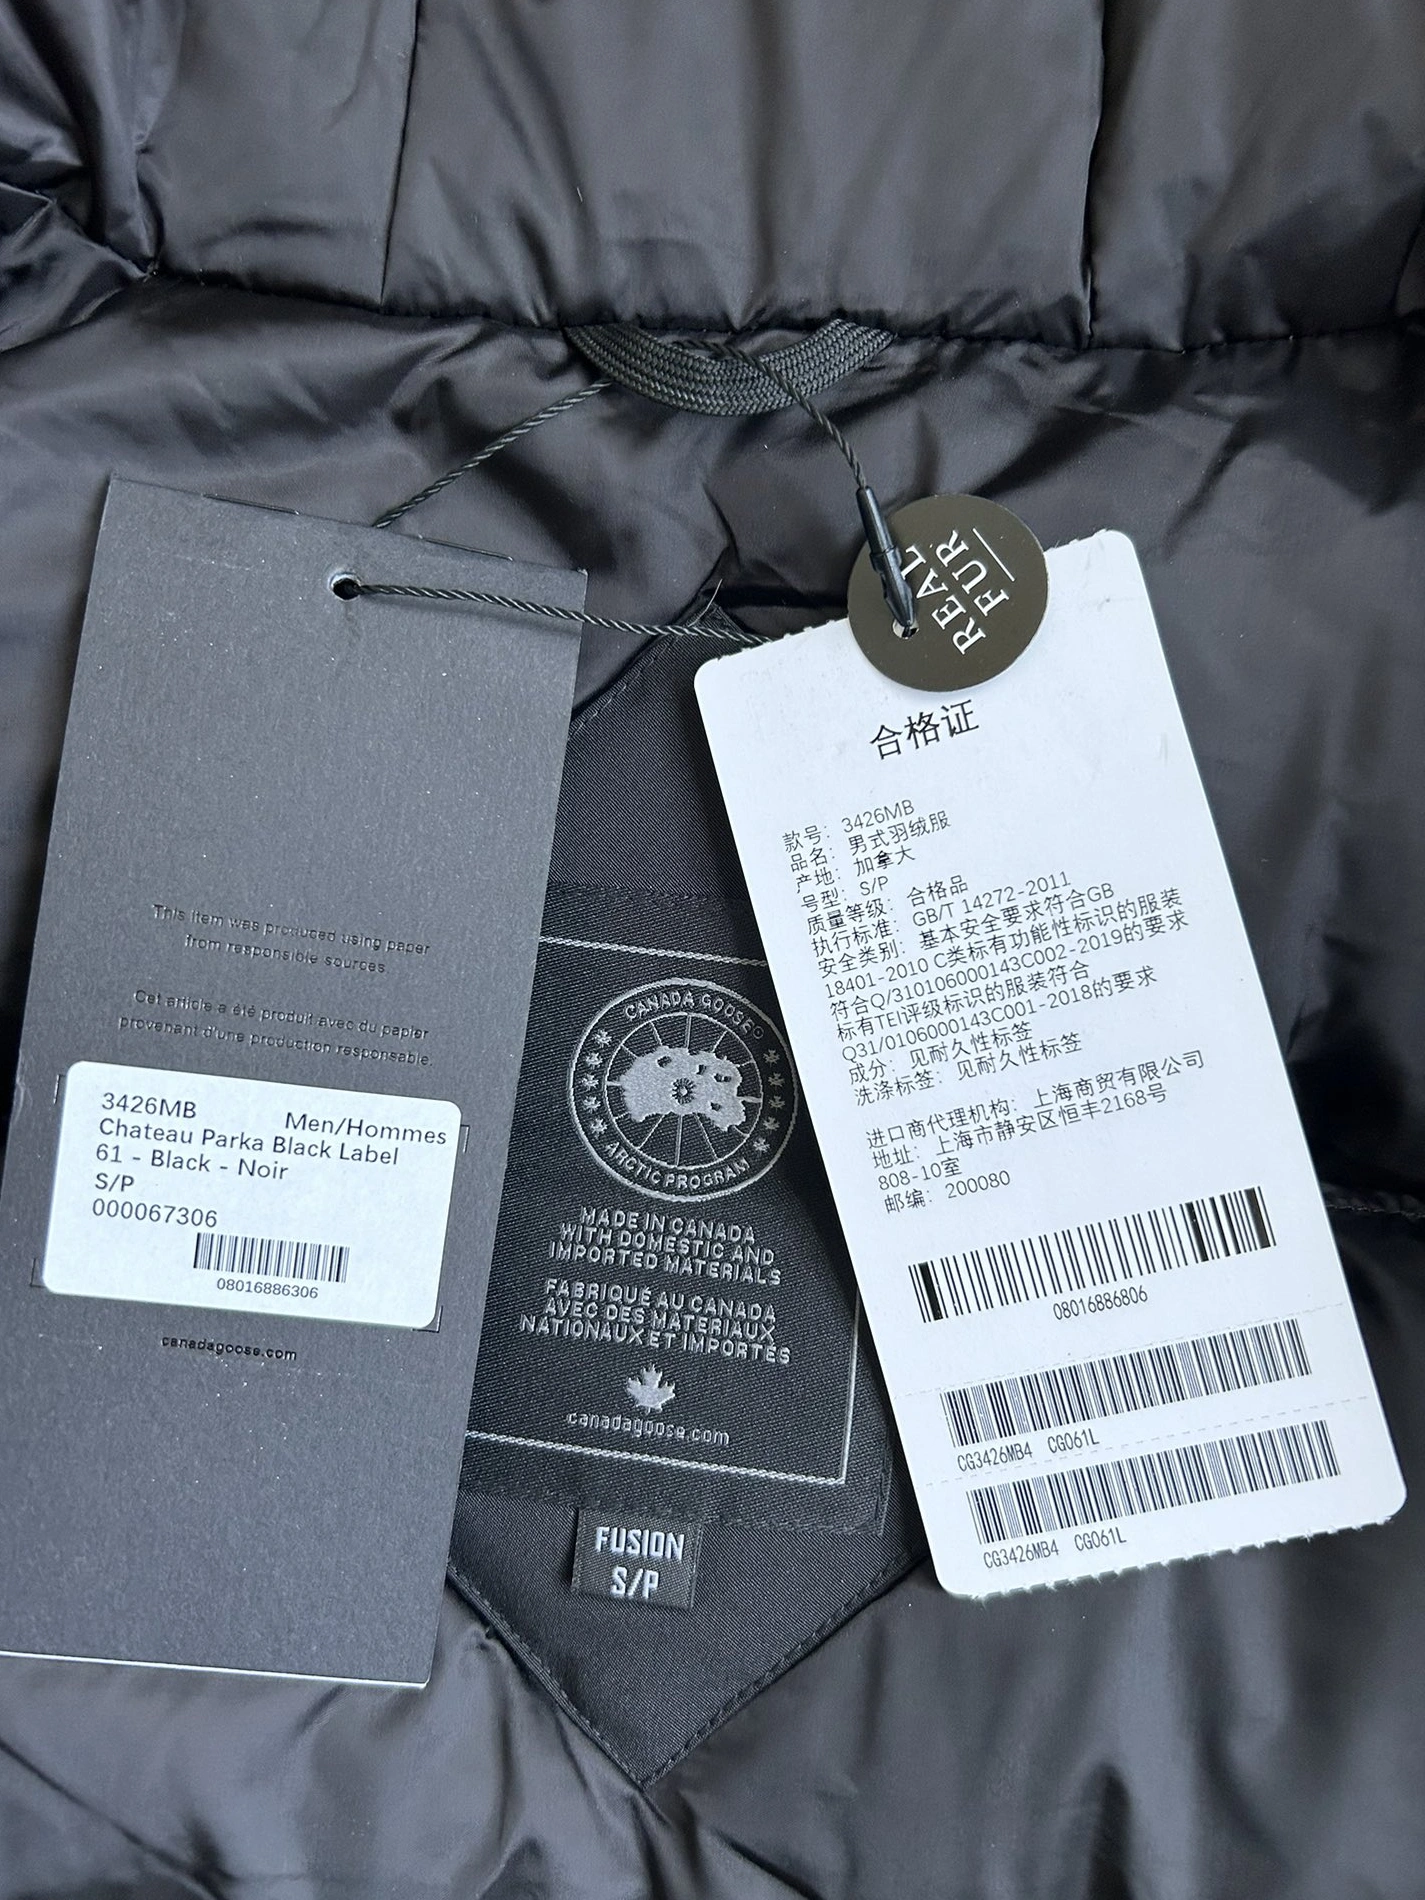 REAL
FUR
This item was produced using paper
from responsible sources.
Cet article a été produit avec du papier
provenant d'une production responsable.
3426MB Men/Hommes
Chateau Parka Black Label
61 - Black - Noir
S/P
000067306
08016886306
canadagoose.com
CANADA GOOSE®
ARCTIC PROGRAM
MADE IN CANADA
WITH DOMESTIC AND
IMPORTED MATERIALS
FABRIQUÉ AU CANADA
AVEC DES MATERIAUX
NATIONAUX ET IMPORTÉS
canadagoose.com
FUSION
S/P
合格证
款号：3426MB
品名：男式羽绒服
产地：加拿大
号型：S/P
质量等级：合格品
执行标准：GB/T 14272-2011
安全类别：基本安全要求符合GB
18401-2010 C类标有功能性标识的服装
符合Q/310106000143C002-2019的要求
标有TEI评级标识的服装符合
Q31/0106000143C001-2018的要求
成分：见耐久性标签
洗涤标签：见耐久性标签
进口商代理机构：上海商贸有限公司
地址：上海市静安区恒丰2168号
808-10室
邮编：200080
08016886806
CG3426MB4 CG061L
CG3426MB4 CG061L